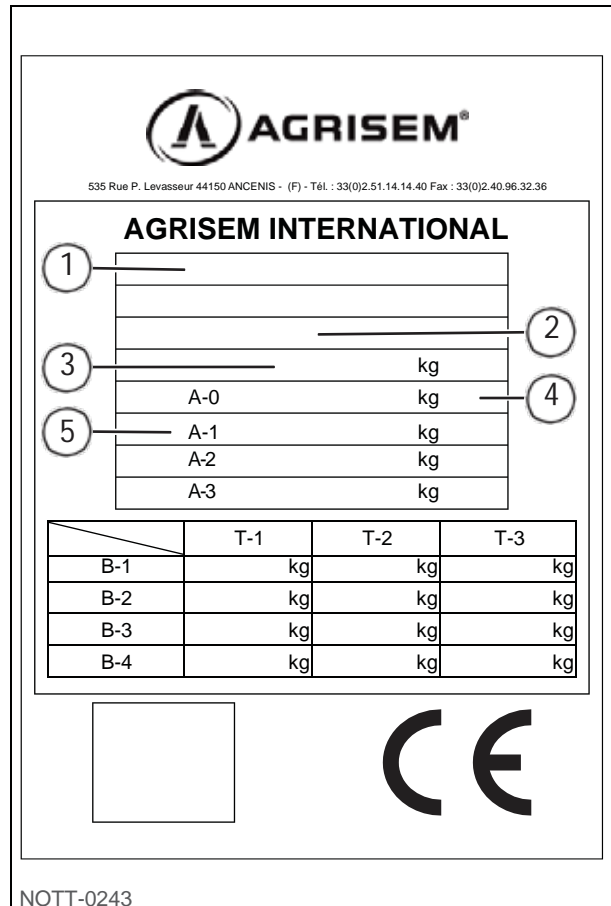 AGRISEM®
535 Rue P. Levasseur 44150 ANCENIS - (F) - Tél. : 33(0)2.51.14.14.40 Fax : 33(0)2.40.96.32.36
AGRISEM INTERNATIONAL
1
2
3 kg
A-0 kg 4
5 A-1 kg
A-2 kg
A-3 kg
T-1 T-2 T-3
B-1 kg kg kg
B-2 kg kg kg
B-3 kg kg kg
B-4 kg kg kg
CE
NOTT-0243